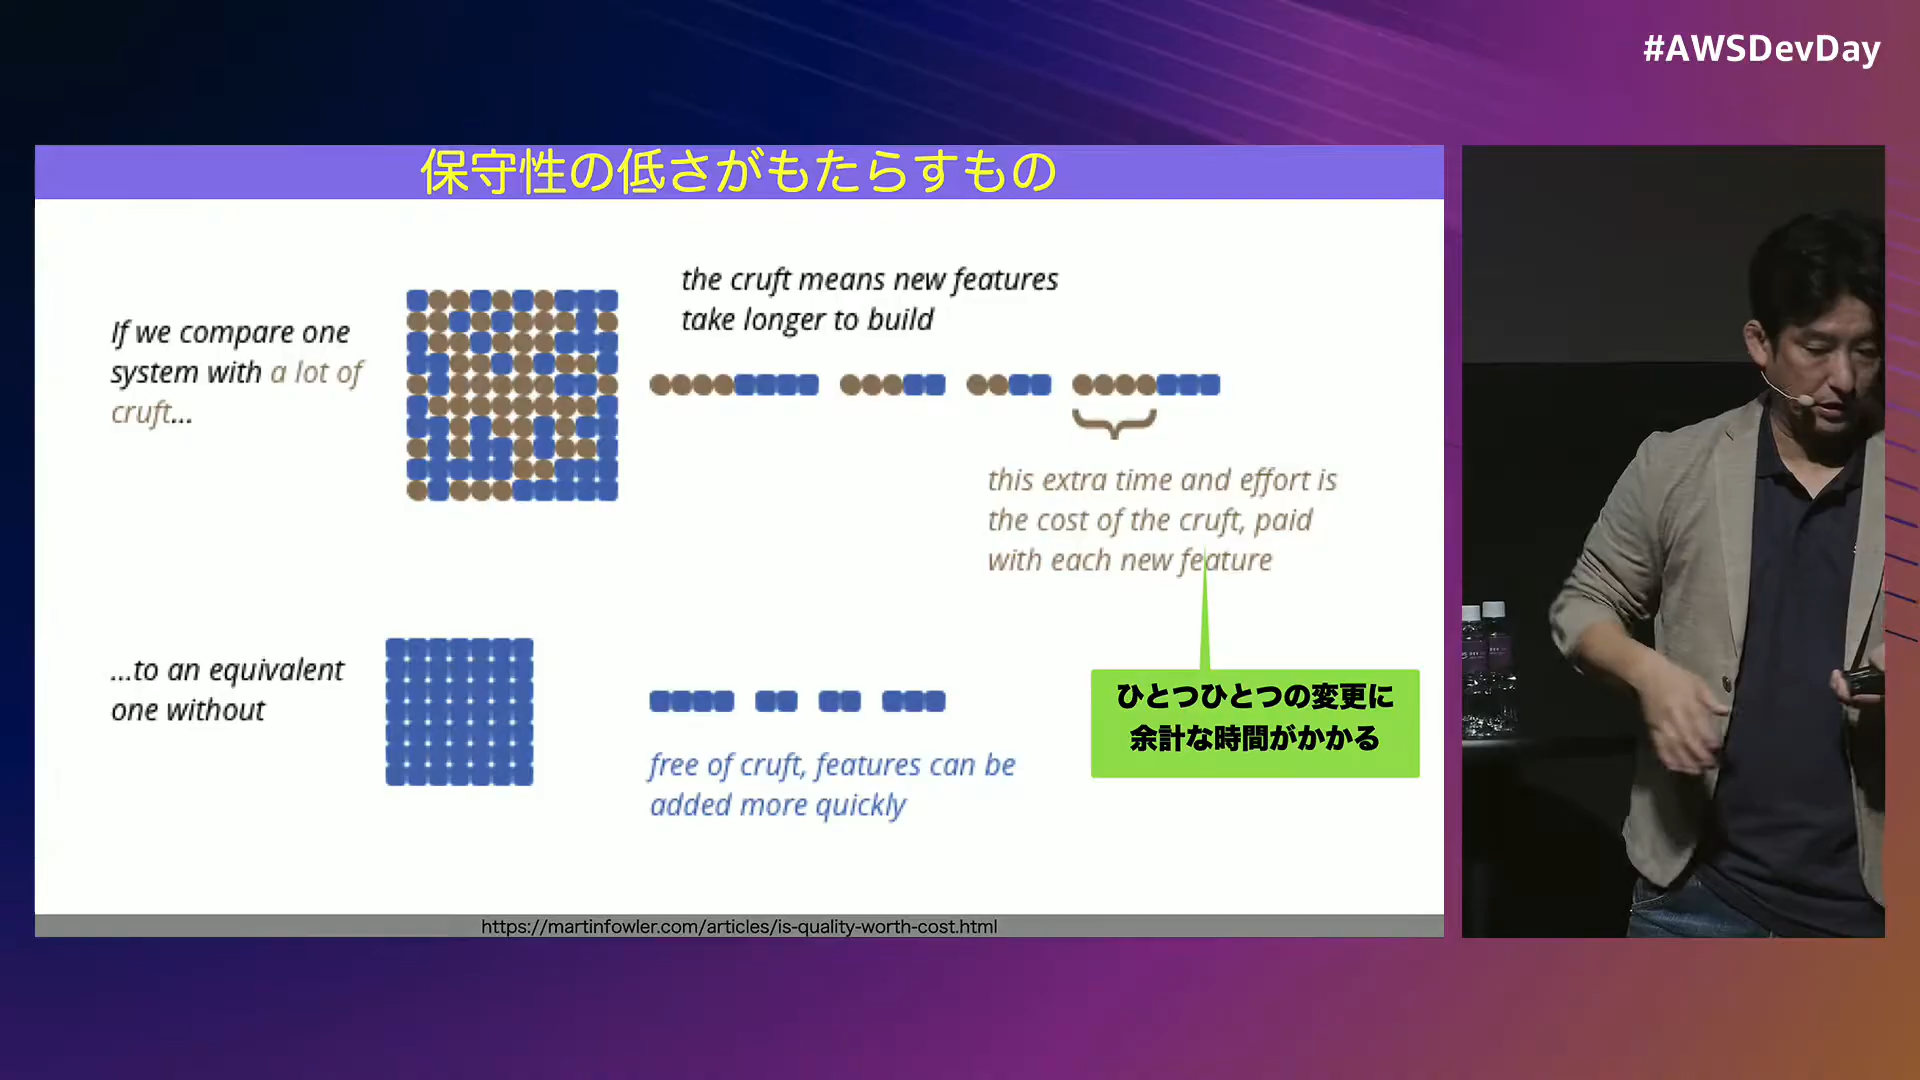 #AWSDevDay
保守性の低さがもたらすもの
If we compare one
system with a lot of
cruft...
the cruft means new features
take longer to build
this extra time and effort is
the cost of the cruft, paid
with each new feature
...to an equivalent
one without
free of cruft, features can be
added more quickly
ひとつひとつの変更に
余計な時間がかかる
https://martinfowler.com/articles/is-quality-worth-cost.html